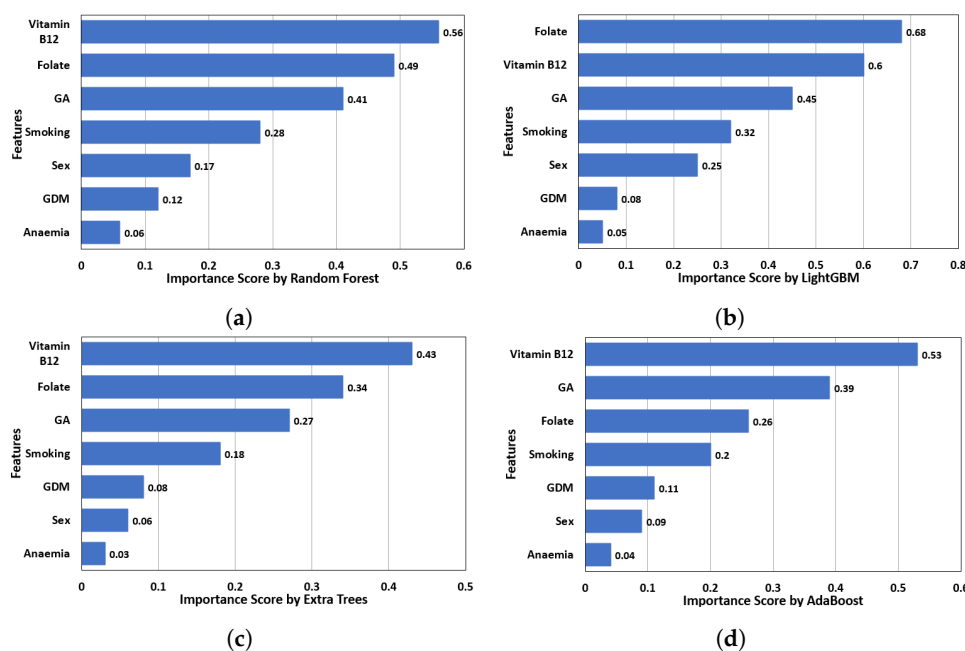 Vitamin
B12
0.56
Folate
0.49
GA
0.41
Smoking
0.28
Sex
0.17
GDM
0.12
Anaemia
0.06
Features
0 0.1 0.2 0.3 0.4 0.5 0.6
Importance Score by Random Forest
(a)
Folate
0.68
Vitamin B12
0.6
GA
0.45
Smoking
0.32
Sex
0.25
GDM
0.08
Anaemia
0.05
Features
0 0.1 0.2 0.3 0.4 0.5 0.6 0.7 0.8
Importance Score by LightGBM
(b)
Vitamin
B12
0.43
Folate
0.34
GA
0.27
Smoking
0.18
GDM
0.08
Sex
0.06
Anaemia
0.03
Features
0 0.1 0.2 0.3 0.4 0.5
Importance Score by Extra Trees
(c)
Vitamin B12
0.53
GA
0.39
Folate
0.26
Smoking
0.2
GDM
0.11
Sex
0.09
Anaemia
0.04
Features
0 0.1 0.2 0.3 0.4 0.5 0.6
Importance Score by AdaBoost
(d)